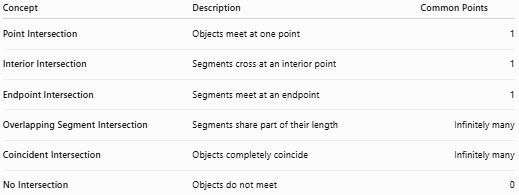 Concept Description Common Points
Point Intersection Objects meet at one point 1
Interior Intersection Segments cross at an interior point 1
Endpoint Intersection Segments meet at an endpoint 1
Overlapping Segment Intersection Segments share part of their length Infinitely many
Coincident Intersection Objects completely coincide Infinitely many
No Intersection Objects do not meet 0